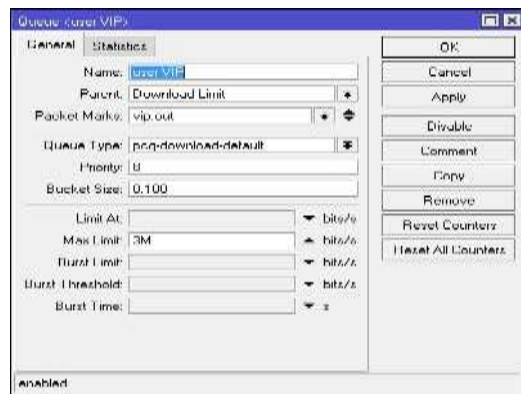 Queue <user VIP>
General Statistics
Name: user VIP
Parent: Download Limit
Packet Marks: vip.out
Queue Type: pcq-download-default
Priority: 8
Bucket Size: 0.100
Limit At: bits/s
Max Limit: 3M bits/s
Burst Limit: bits/s
Burst Threshold: bits/s
Burst Time: s
OK
Cancel
Apply
Disable
Comment
Copy
Remove
Reset Counters
Reset All Counters
enabled